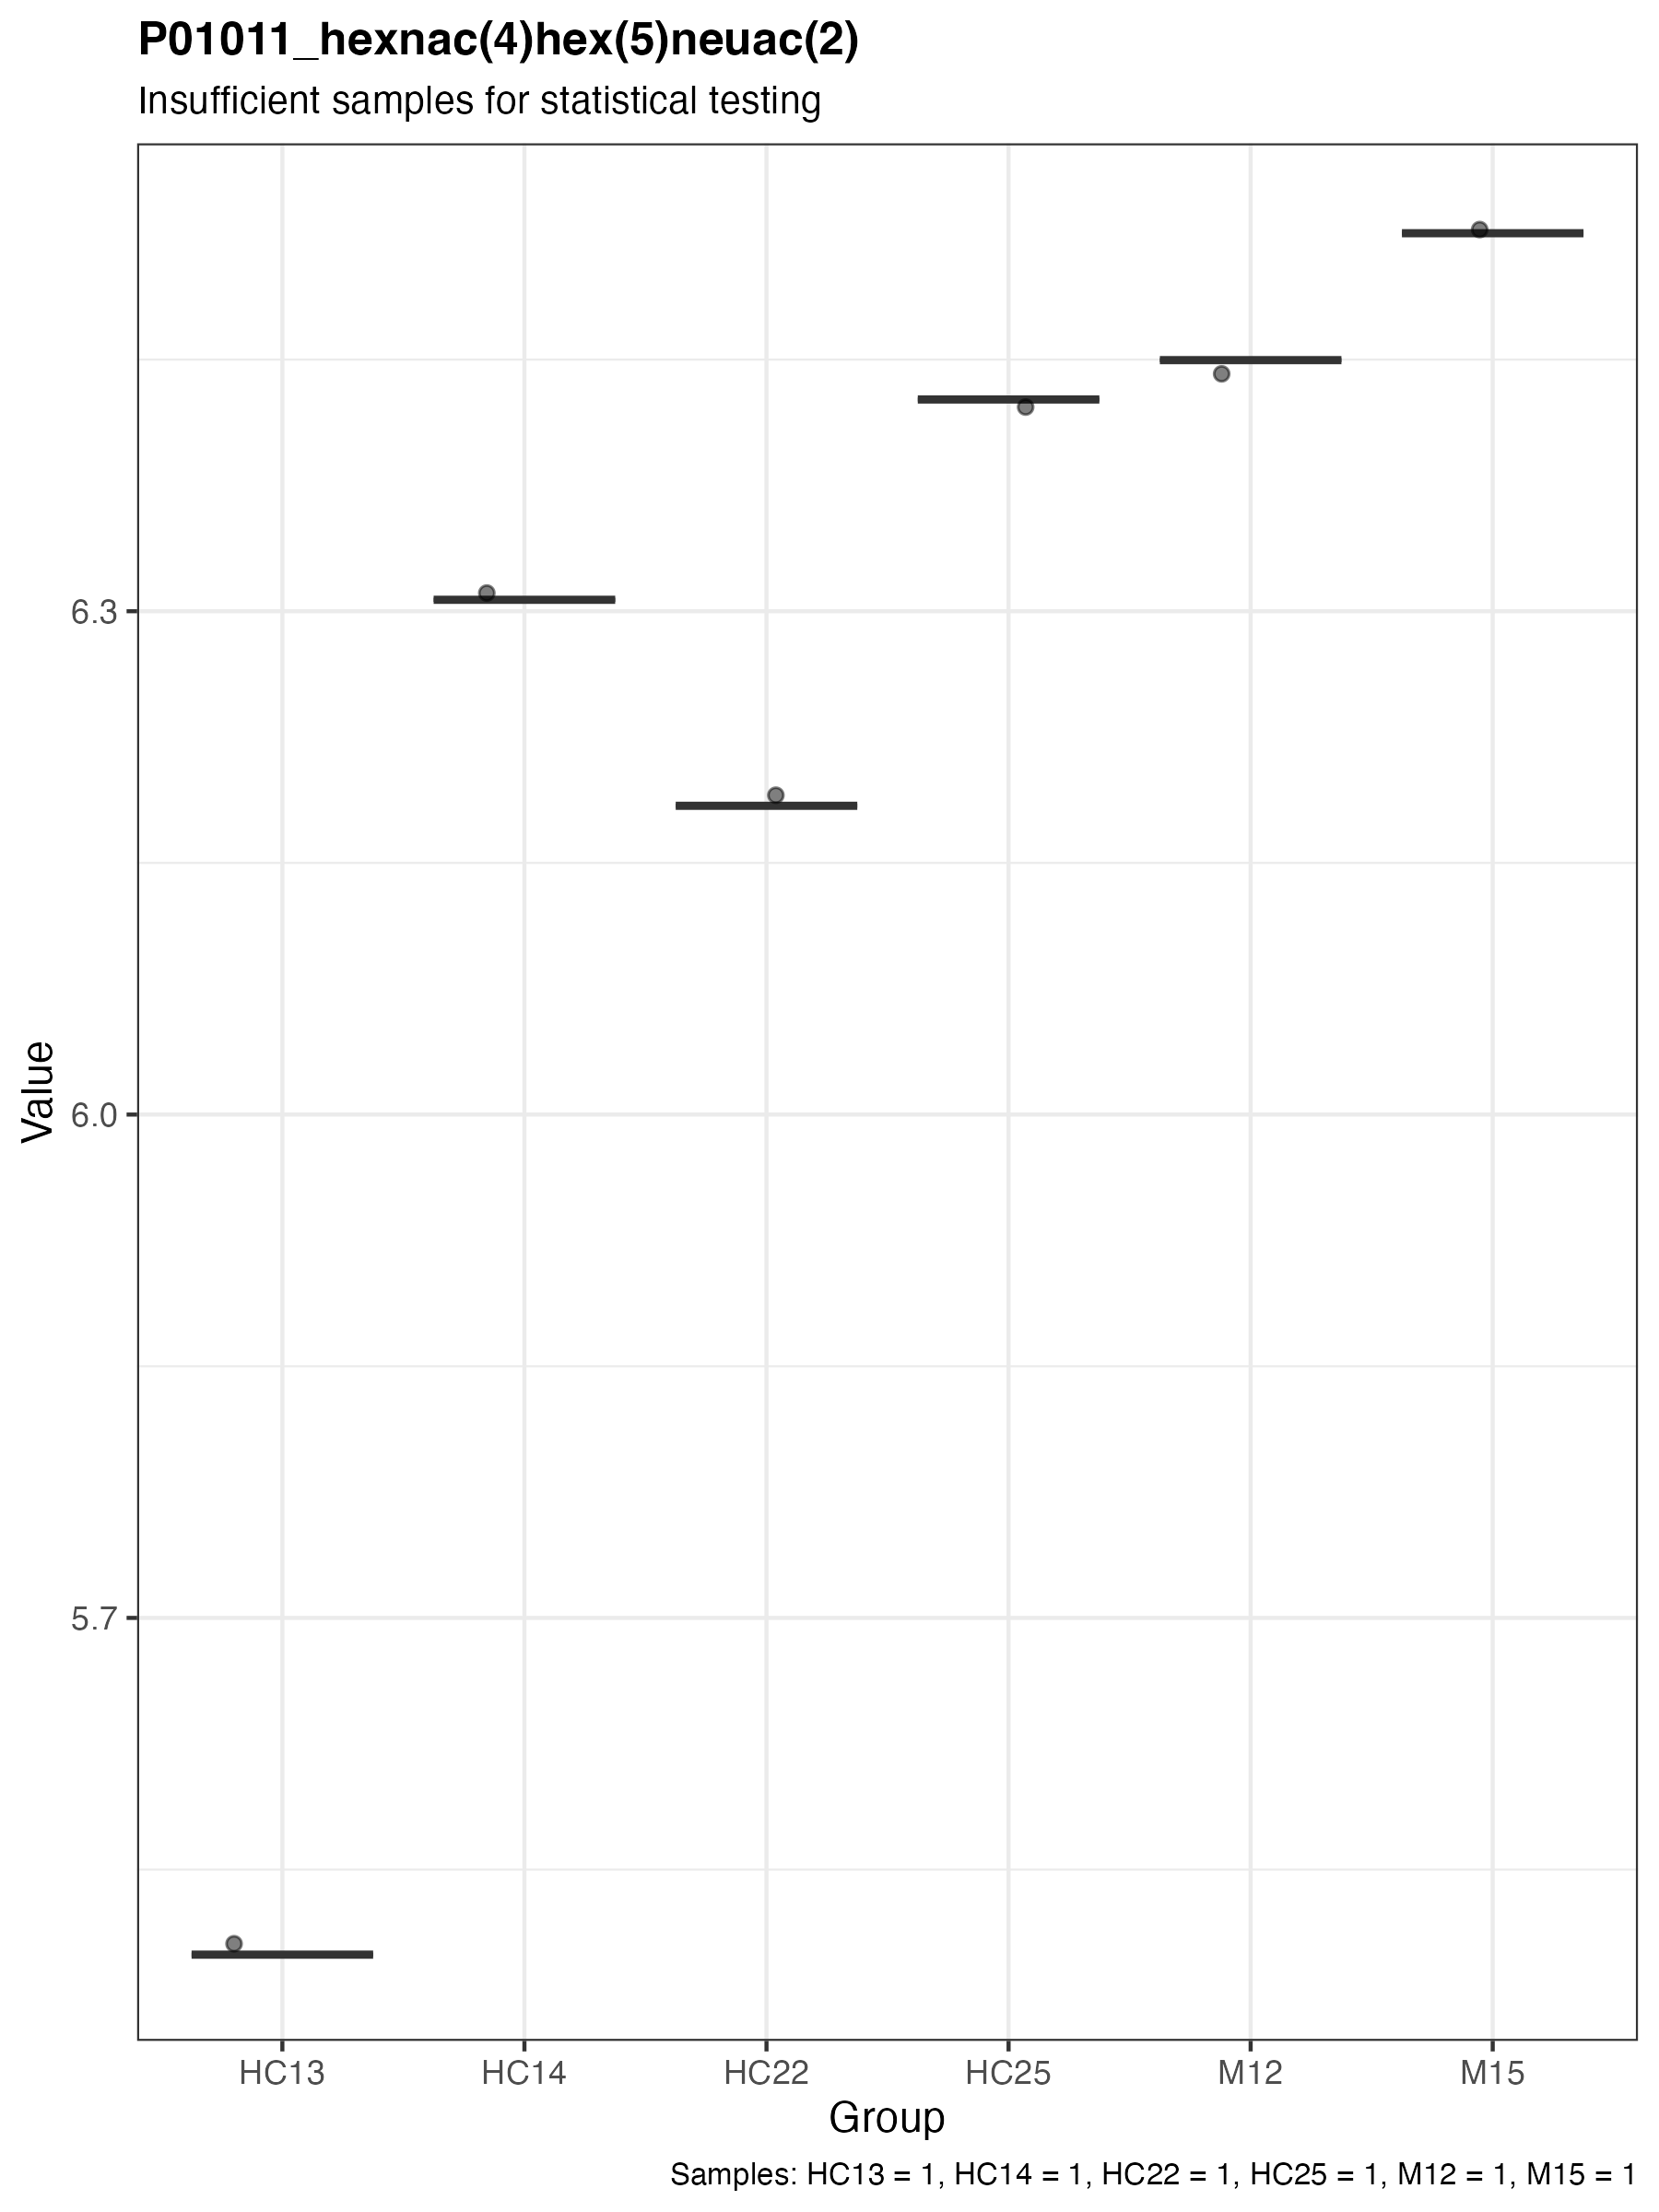 P01011_hexnac(4)hex(5)neuac(2)
Insufficient samples for statistical testing
Value
6.3
6.0
5.7
HC13 HC14 HC22 HC25 M12 M15
Group
Samples: HC13 = 1, HC14 = 1, HC22 = 1, HC25 = 1, M12 = 1, M15 = 1